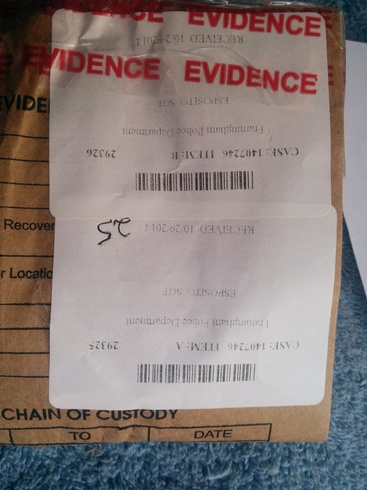 EVIDENCE EVIDENCE
EVIDENCE EVIDENCE
EVIDE
RECEIVED 10/29/2014
ESPOSITO, SGT
Framingham Police Department
CASE: 1407246 ITEM: B 29326
Recover
25
RECEIVED 10/29/2014
r Locatio
ESPOSITO, SGT
Framingham Police Department
CASE: 1407246 ITEM: A 29325
CHAIN OF CUSTODY
TO DATE